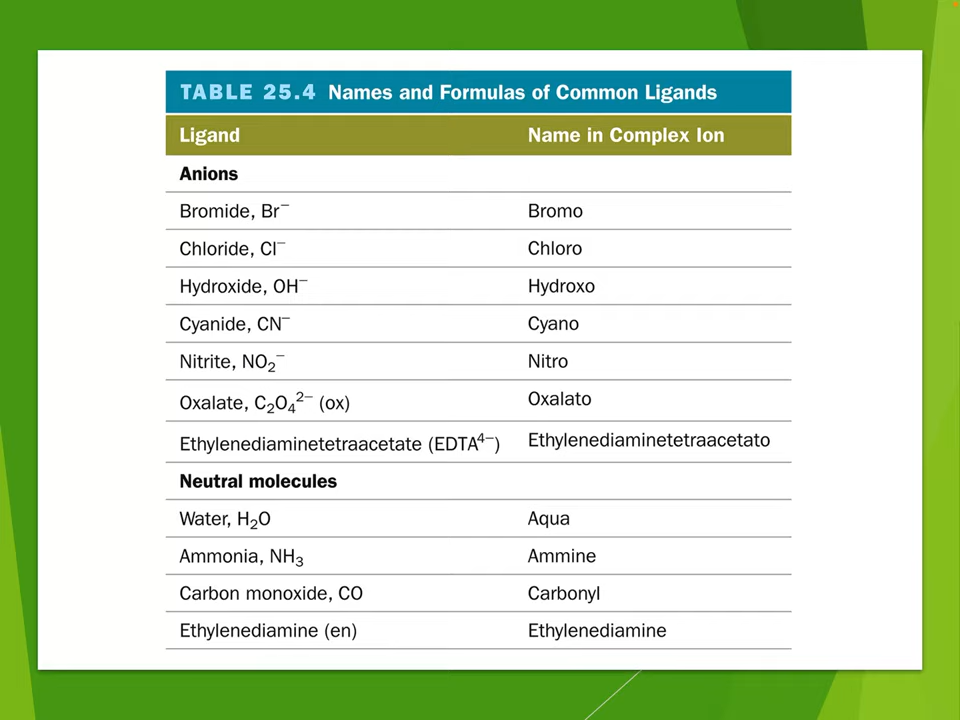 TABLE 25.4 Names and Formulas of Common Ligands
Ligand Name in Complex Ion
Anions
Bromide, Br⁻ Bromo
Chloride, Cl⁻ Chloro
Hydroxide, OH⁻ Hydroxo
Cyanide, CN⁻ Cyano
Nitrite, NO₂⁻ Nitro
Oxalate, C₂O₄²⁻ (ox) Oxalato
Ethylenediaminetetraacetate (EDTA⁴⁻) Ethylenediaminetetraacetato
Neutral molecules
Water, H₂O Aqua
Ammonia, NH₃ Ammine
Carbon monoxide, CO Carbonyl
Ethylenediamine (en) Ethylenediamine